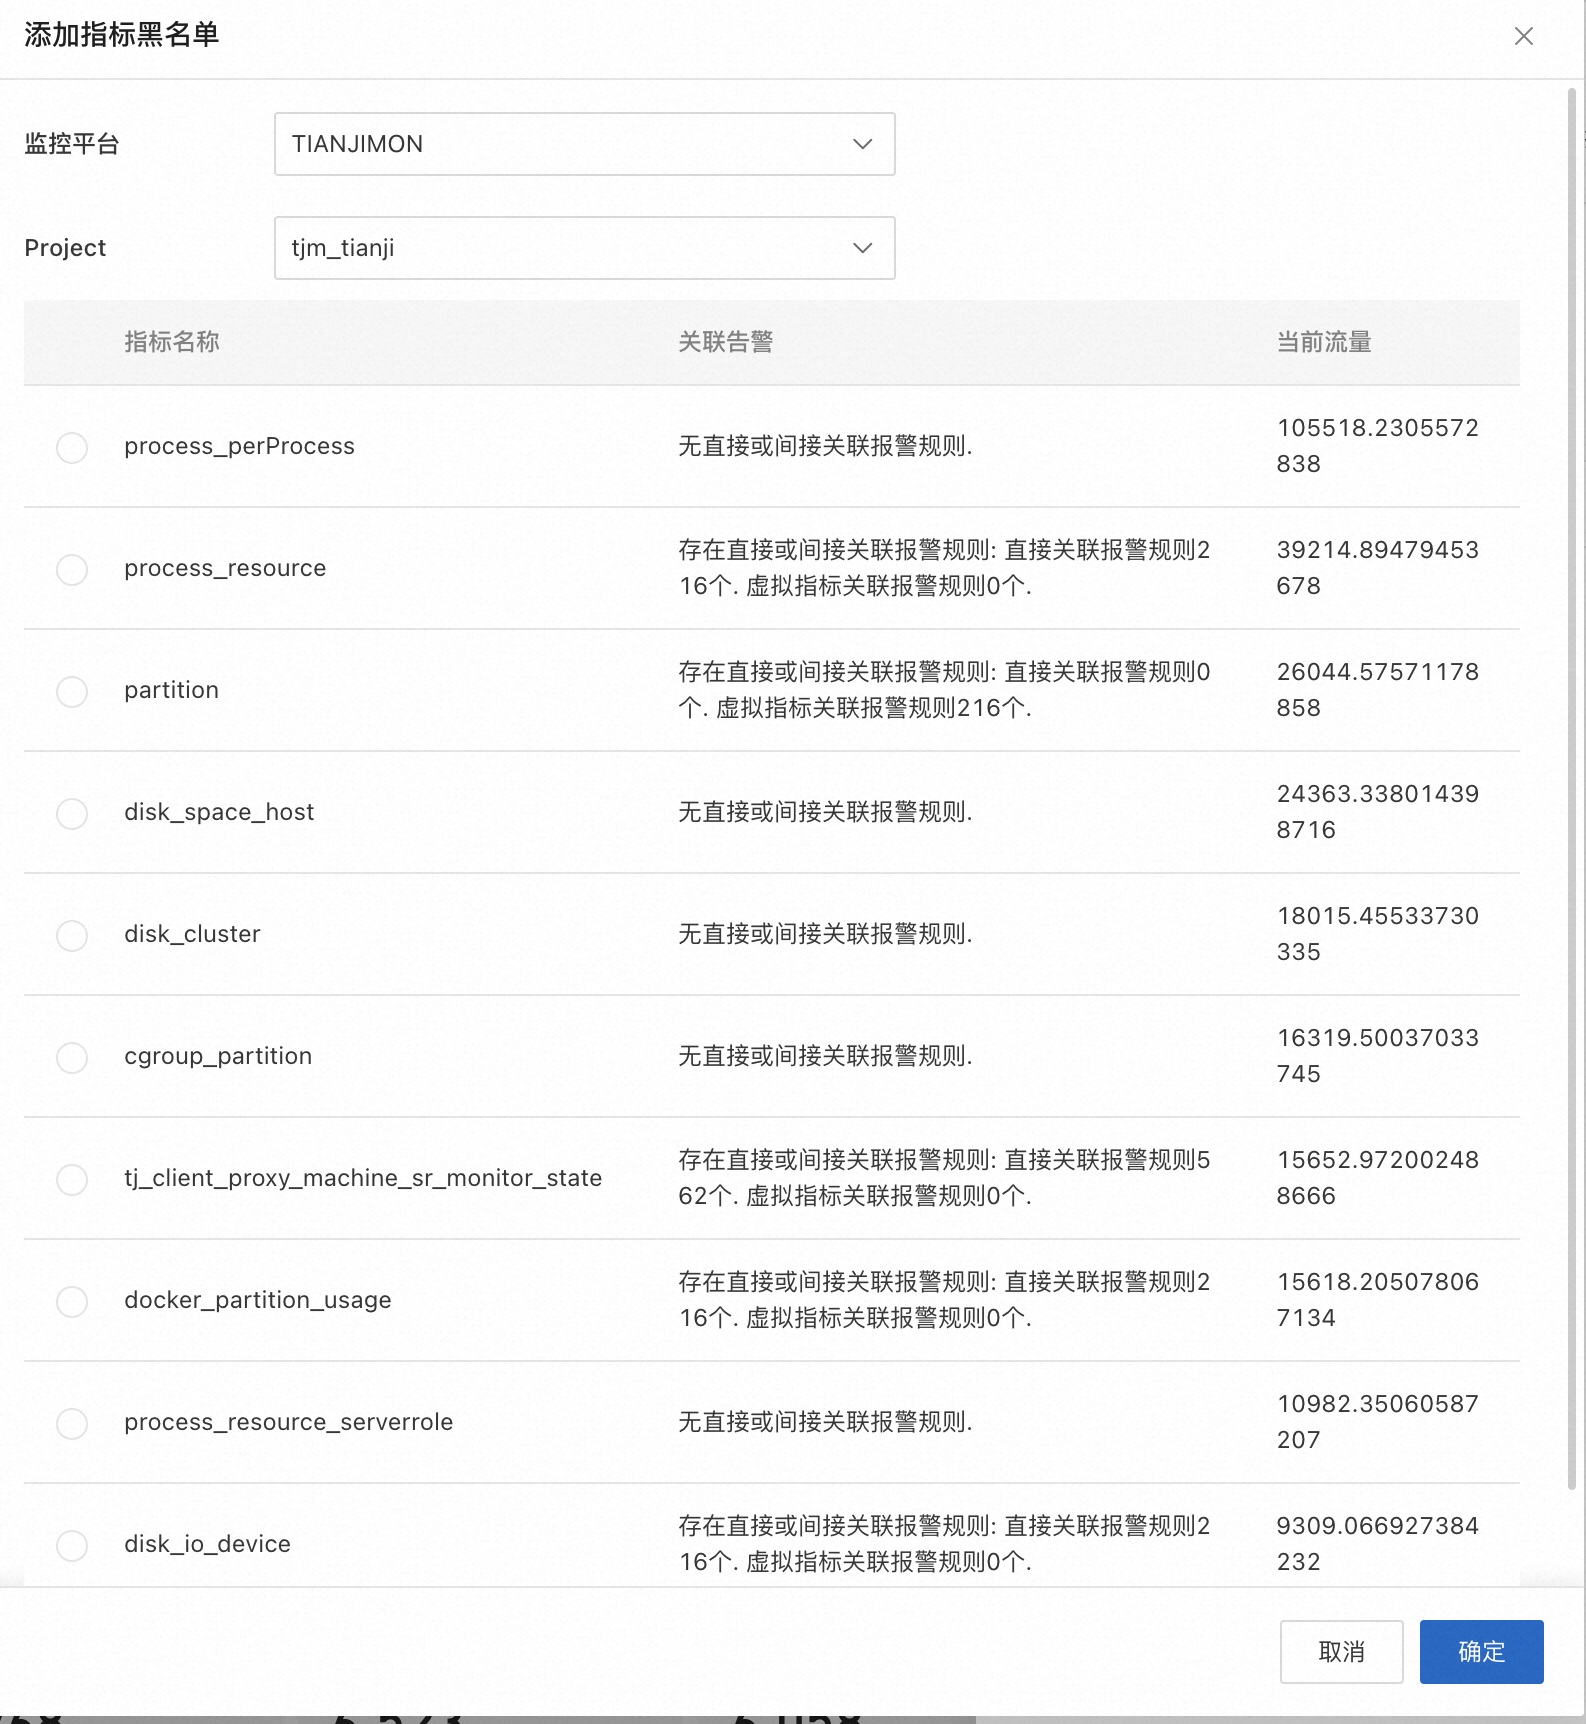 添加指标黑名单
监控平台
TIANJIMON
Project
tjm_tianji
指标名称 关联告警 当前流量
process_perProcess 无直接或间接关联报警规则. 105518.2305572
838
process_resource 存在直接或间接关联报警规则: 直接关联报警规则2 39214.89479453
16个. 虚拟指标关联报警规则0个. 678
partition 存在直接或间接关联报警规则: 直接关联报警规则0 26044.57571178
个. 虚拟指标关联报警规则216个. 858
disk_space_host 无直接或间接关联报警规则. 24363.33801439
8716
disk_cluster 无直接或间接关联报警规则. 18015.45533730
335
cgroup_partition 无直接或间接关联报警规则. 16319.50037033
745
tj_client_proxy_machine_sr_monitor_state 存在直接或间接关联报警规则: 直接关联报警规则5 15652.97200248
62个. 虚拟指标关联报警规则0个. 8666
docker_partition_usage 存在直接或间接关联报警规则: 直接关联报警规则2 15618.20507806
16个. 虚拟指标关联报警规则0个. 7134
process_resource_serverrole 无直接或间接关联报警规则. 10982.35060587
207
disk_io_device 存在直接或间接关联报警规则: 直接关联报警规则2 9309.066927384
16个. 虚拟指标关联报警规则0个. 232
取消 确定